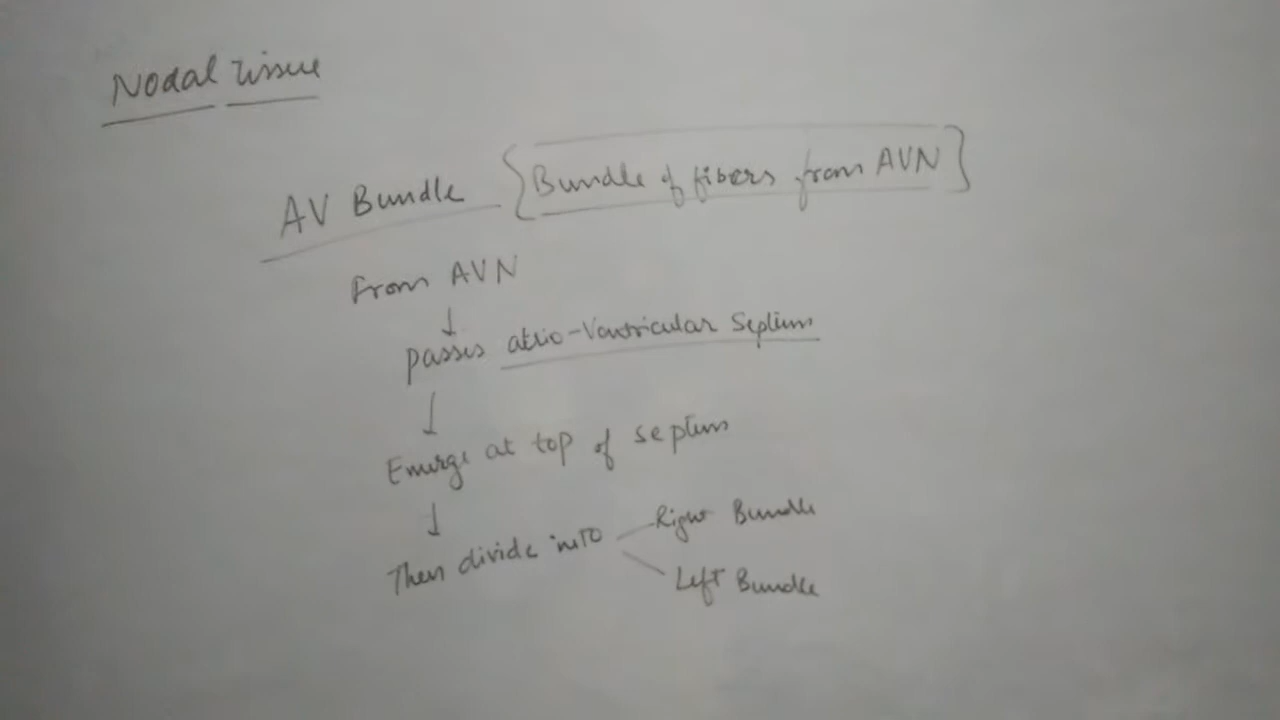 Nodal Tissue
AV Bundle {Bundle of fibers from AVN}
From AVN
↓
passes atrio-Ventricular Septum
↓
Emerge at top of septum
↓
Then divide into Right Bundle
Left Bundle